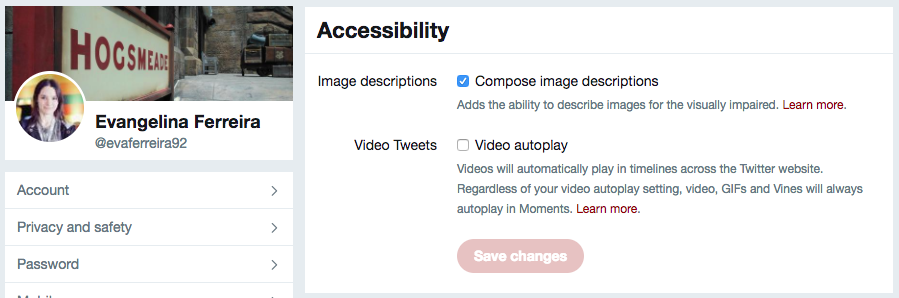 HOGSMEADE
Evangelina Ferreira
@evaferreira92
Account
Privacy and safety
Password
Accessibility
Image descriptions
Compose image descriptions
Adds the ability to describe images for the visually impaired. Learn more.
Video Tweets
Video autoplay
Videos will automatically play in timelines across the Twitter website.
Regardless of your video autoplay setting, video, GIFs and Vines will always
autoplay in Moments. Learn more.
Save changes